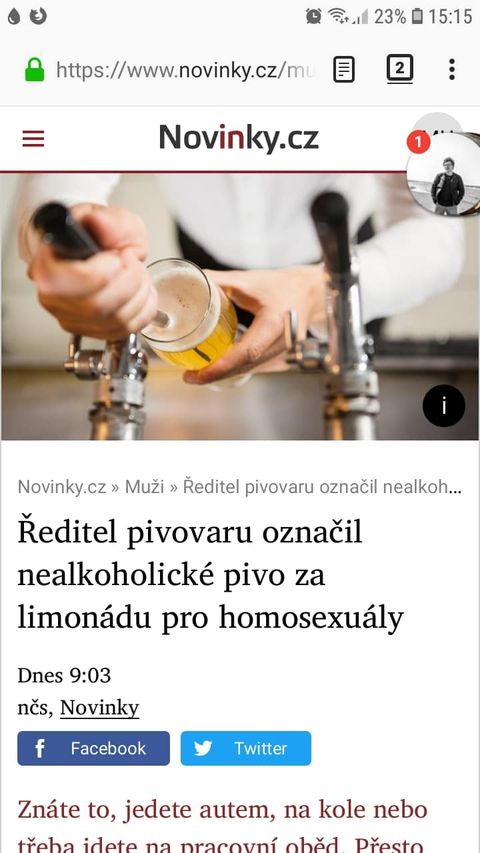 23% 15:15
https://www.novinky.cz/mu
2
Novinky.cz
1
i
Novinky.cz » Muži » Ředitel pivovaru označil nealkoh...
Ředitel pivovaru označil
nealkoholické pivo za
limonádu pro homosexuály
Dnes 9:03
nčs, Novinky
f Facebook
Twitter
Znáte to, jedete autem, na kole nebo
třeba jdete na pracovní oběd. Přesto